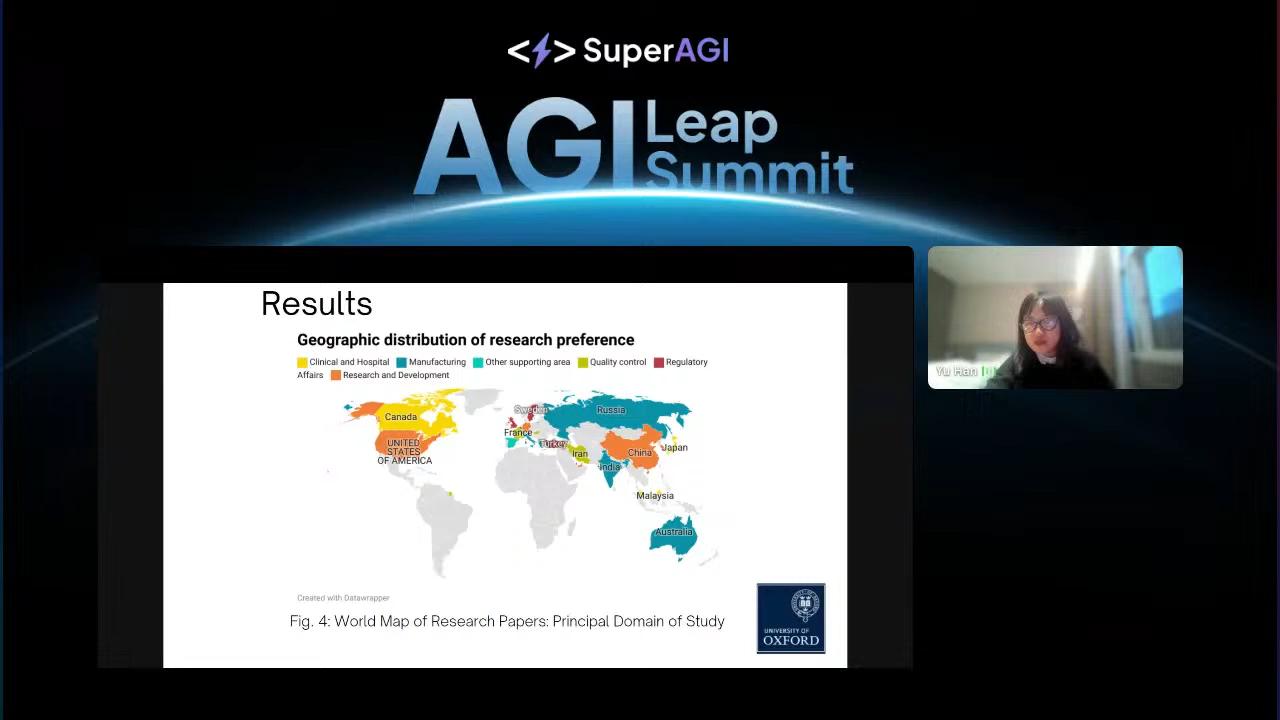 <⚡> SuperAGI
AGI Leap
Summit
Results
Geographic distribution of research preference
Clinical and Hospital Manufacturing Other supporting area Quality control Regulatory
Affairs Research and Development
Canada
Sweden
Russia
France
UNITED
STATES
OF AMERICA
Turkey
Iran
China
Japan
India
Malaysia
Australia
Created with Datawrapper
Fig. 4: World Map of Research Papers: Principal Domain of Study
UNIVERSITY OF
OXFORD
Yu Han